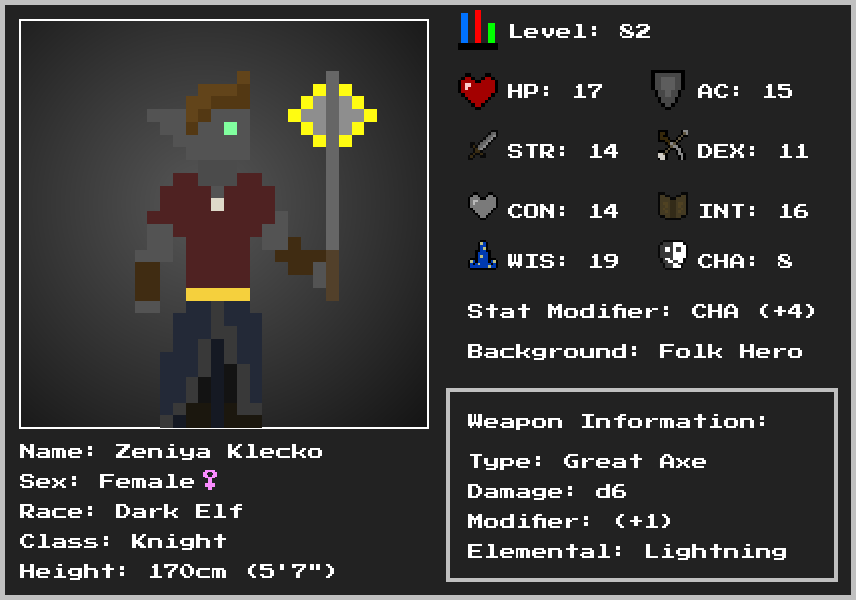 Level: 82
HP: 17
AC: 15
STR: 14
DEX: 11
CON: 14
INT: 16
WIS: 19
CHA: 8
Stat Modifier: CHA (+4)
Background: Folk Hero
Weapon Information:
Type: Great Axe
Damage: d6
Modifier: (+1)
Elemental: Lightning
Name: Zeniya Klecko
Sex: Female♀
Race: Dark Elf
Class: Knight
Height: 170cm (5'7")